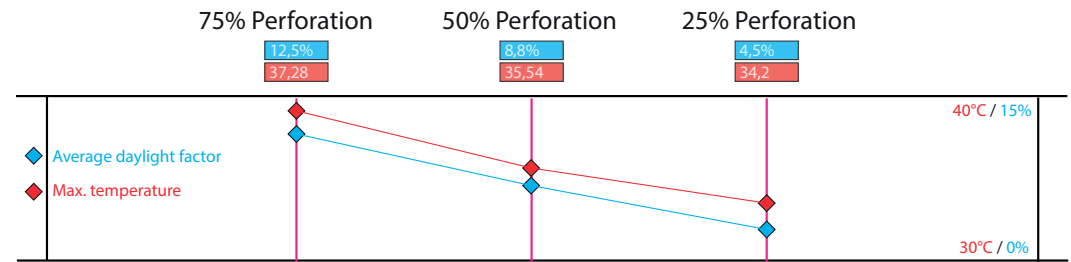 75% Perforation 50% Perforation 25% Perforation
12,5% 8,8% 4,5%
37,28 35,54 34,2
40°C / 15%
Average daylight factor
Max. temperature
30°C / 0%